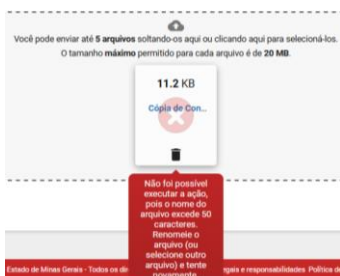 Você pode enviar até 5 arquivos soltando-os aqui ou clicando aqui para selecioná-los.
O tamanho máximo permitido para cada arquivo é de 20 MB.
11.2 KB
Cópia de Con...
Não foi possível
executar a ação,
pois o nome do
arquivo excede 50
caracteres.
Renomeie o
arquivo (ou
selecione outro
arquivo) e tente
novamente
Estado de Minas Gerais - Todos os dir
egais e responsabilidades Política d